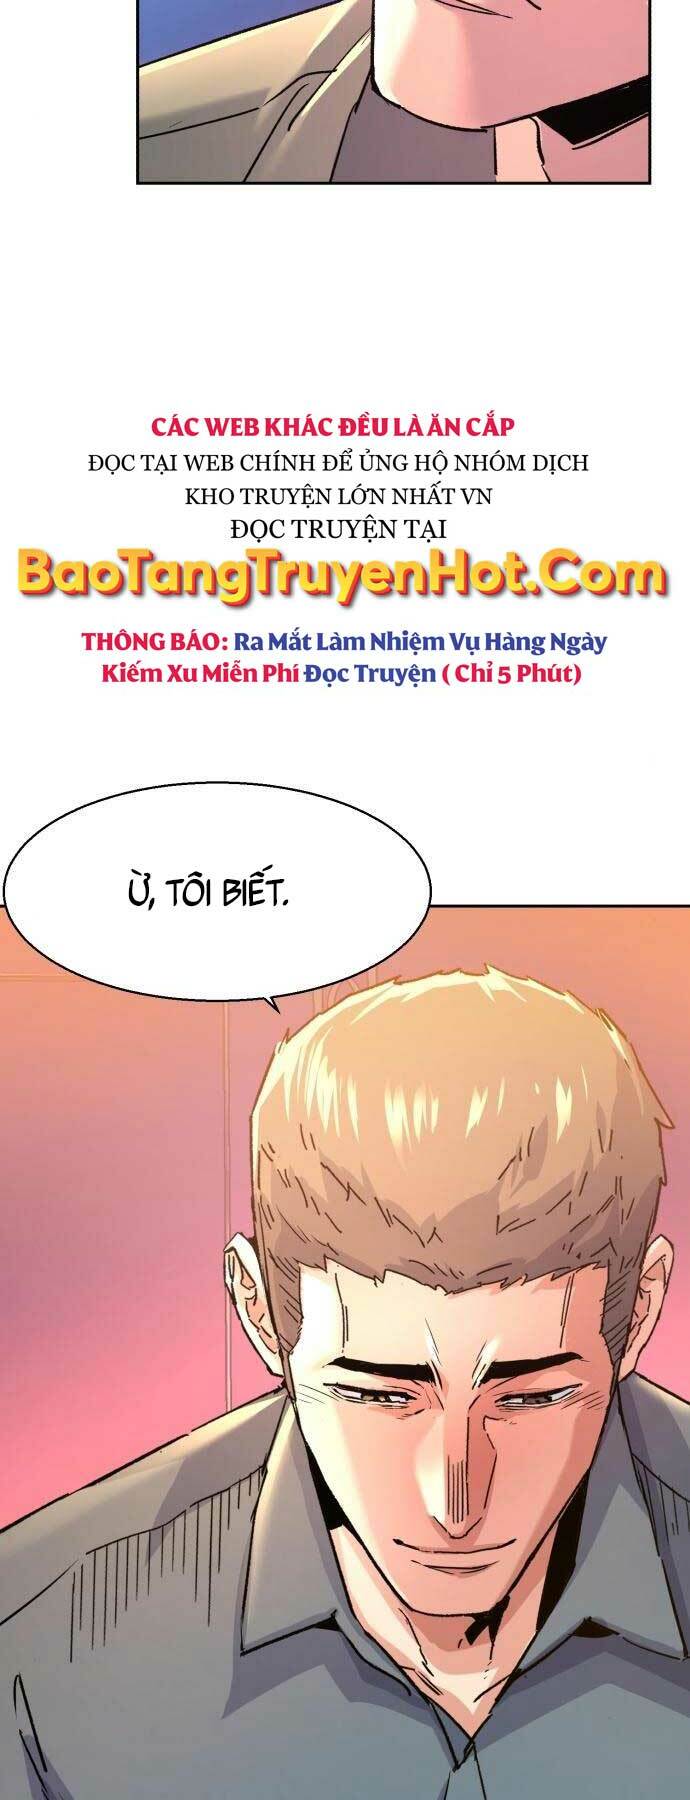 CÁC WEB KHÁC ĐỀU LÀ ĂN CẮP
ĐỌC TẠI WEB CHÍNH ĐỂ ỦNG HỘ NHÓM DỊCH
KHO TRUYỆN LỚN NHẤT VN
ĐỌC TRUYỆN TẠI
BaoTangTruyenHot.Com
THÔNG BÁO: Ra Mắt Làm Nhiệm Vụ Hàng Ngày
Kiếm Xu Miễn Phí Đọc Truyện ( Chỉ 5 Phút)
Ừ, TÔI BIẾT.